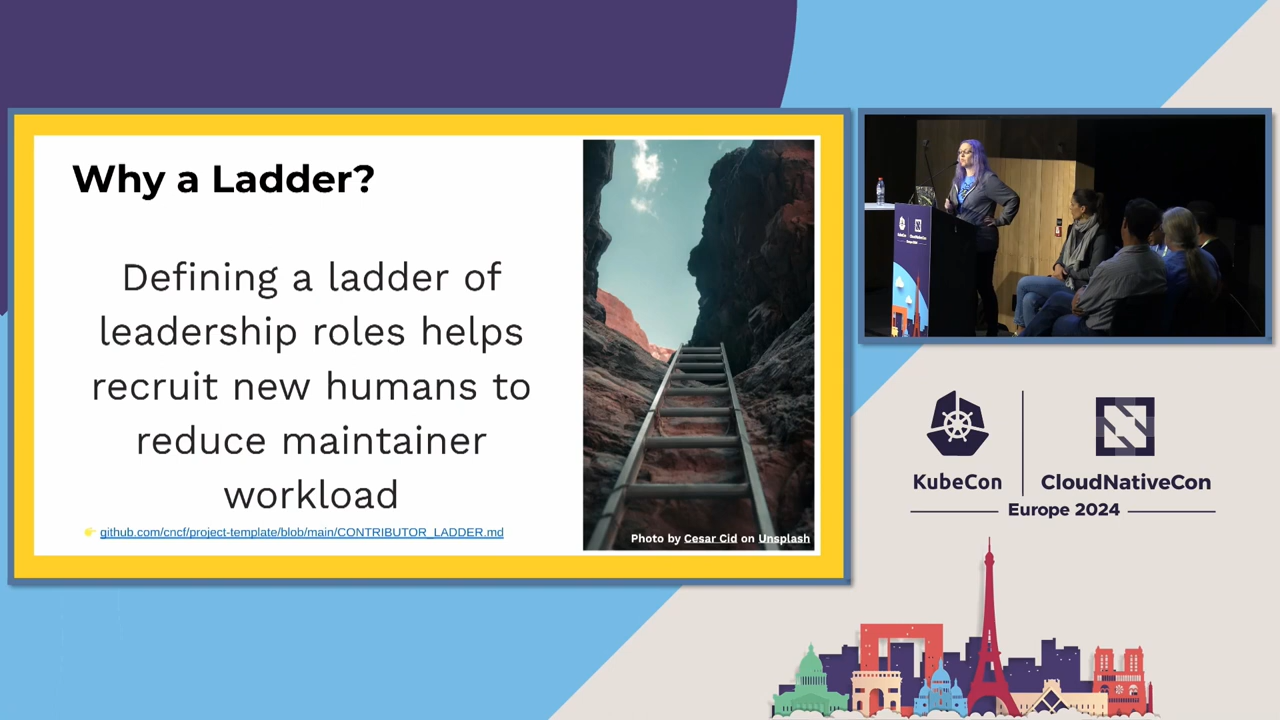 Why a Ladder?
Defining a ladder of
leadership roles helps
recruit new humans to
reduce maintainer
workload
👉 github.com/cncf/project-template/blob/main/CONTRIBUTOR_LADDER.md
Photo by Cesar Cid on Unsplash
KubeCon
CloudNativeCon
Europe 2024